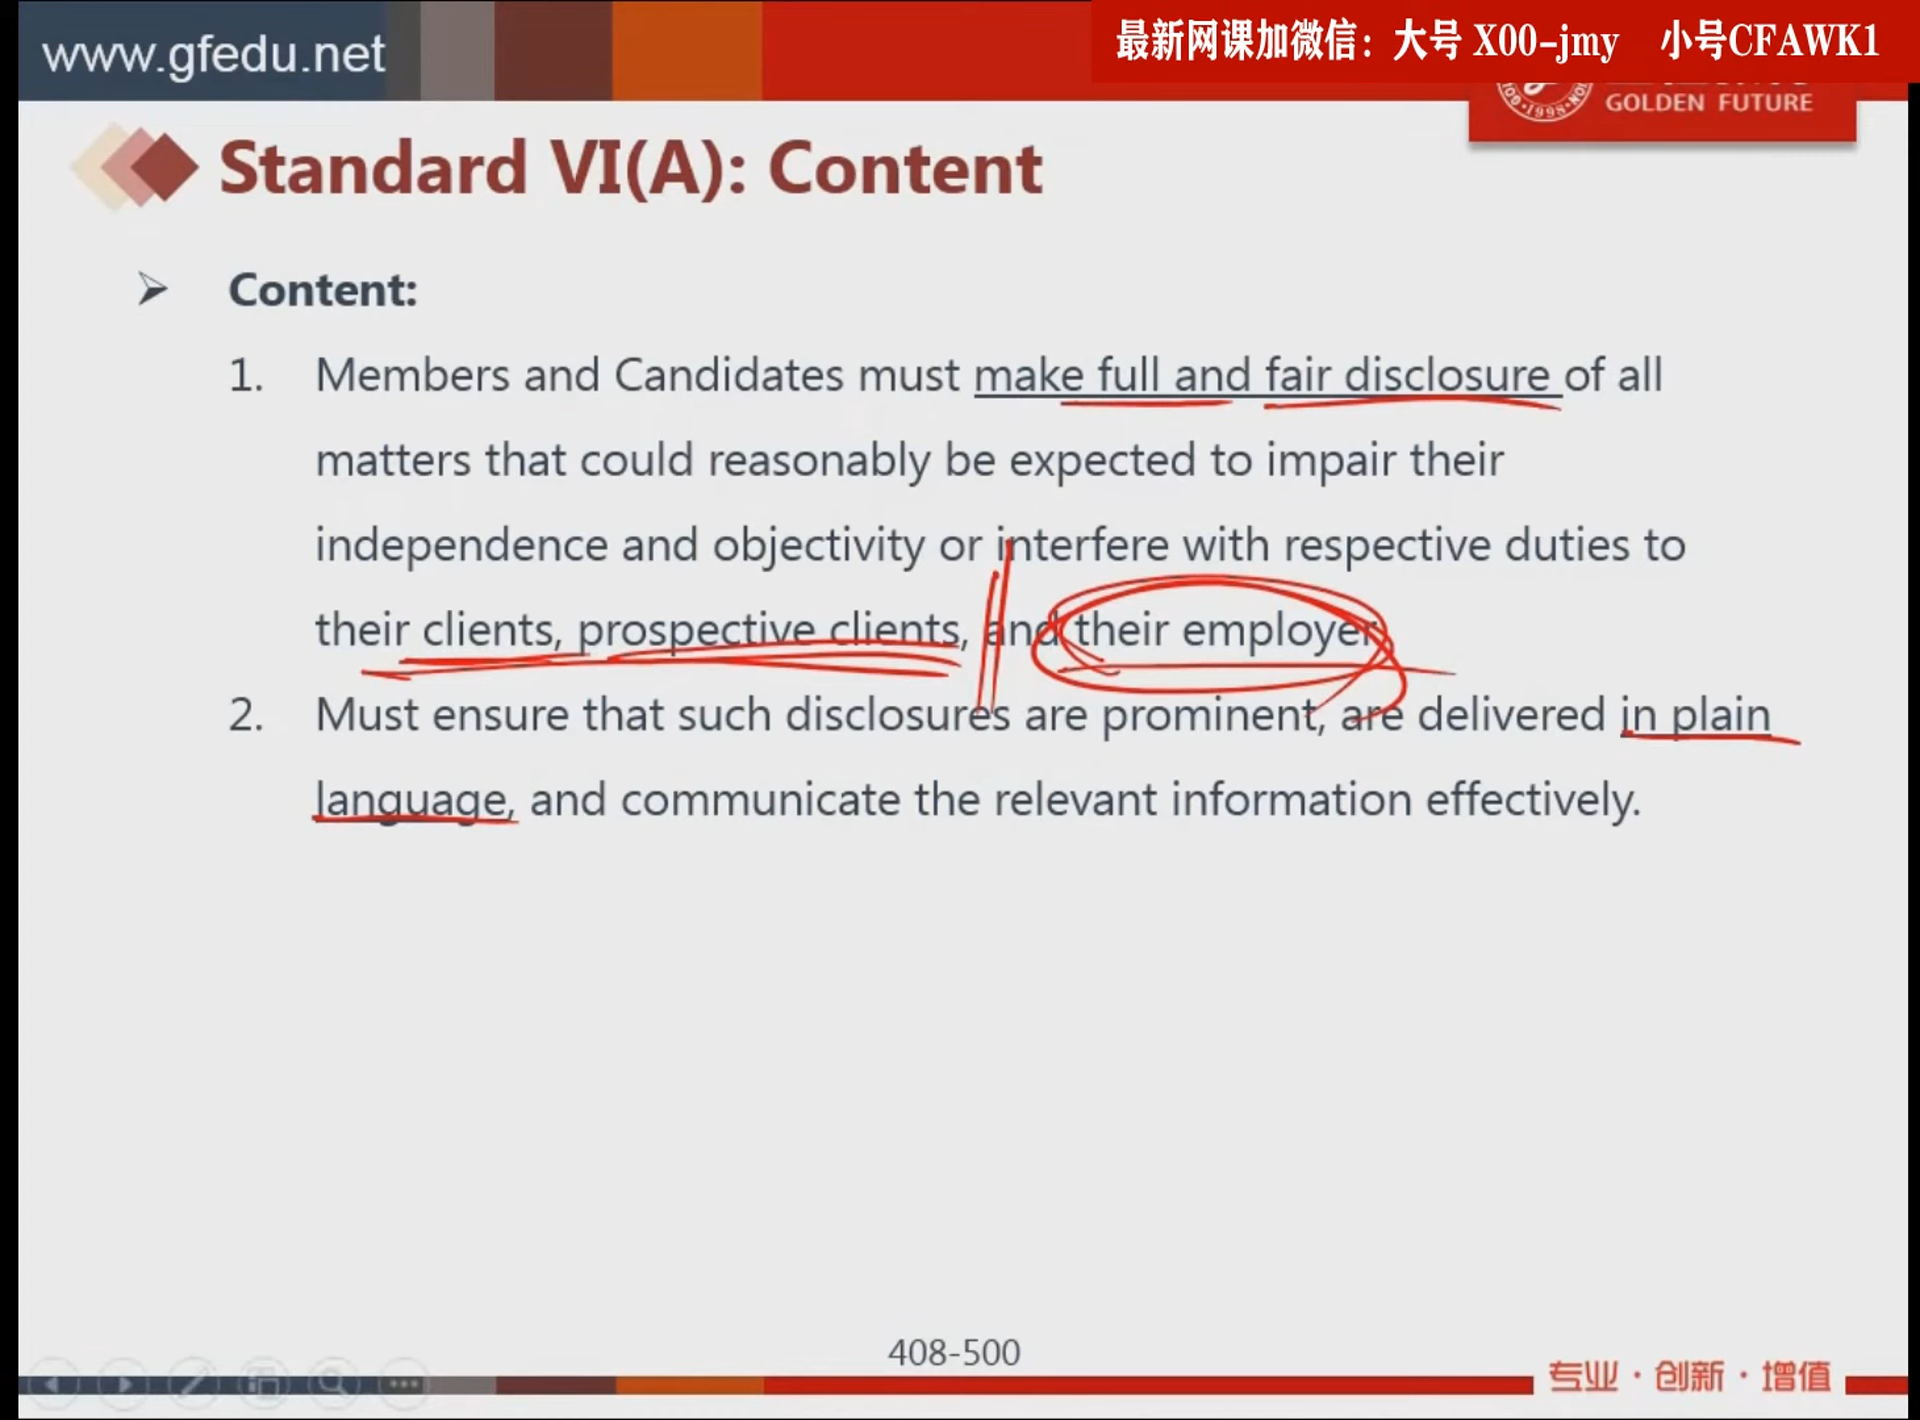 www.gfedu.net
最新网课加微信：大号 X00-jmy 小号CFAWK1
GOLDEN FUTURE
Standard VI(A): Content
➢ Content:
1. Members and Candidates must make full and fair disclosure of all
matters that could reasonably be expected to impair their
independence and objectivity or interfere with respective duties to
their clients, prospective clients, and their employer
2. Must ensure that such disclosures are prominent, are delivered in plain
language, and communicate the relevant information effectively.
408-500
专业·创新·增值